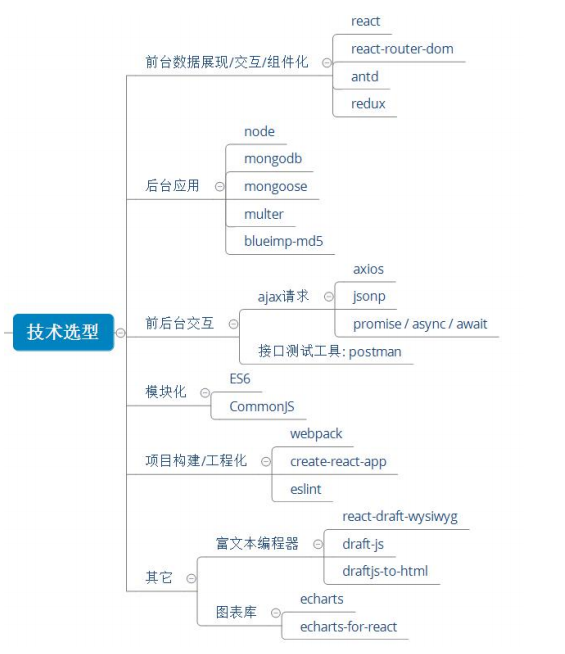 技术选型
前台数据展现/交互/组件化
react
react-router-dom
antd
redux
后台应用
node
mongodb
mongoose
multer
blueimp-md5
前后台交互
ajax请求
axios
jsonp
promise / async / await
接口测试工具: postman
模块化
ES6
CommonJS
项目构建/工程化
webpack
create-react-app
eslint
其它
富文本编程器
react-draft-wysiwyg
draft-js
draftjs-to-html
图表库
echarts
echarts-for-react